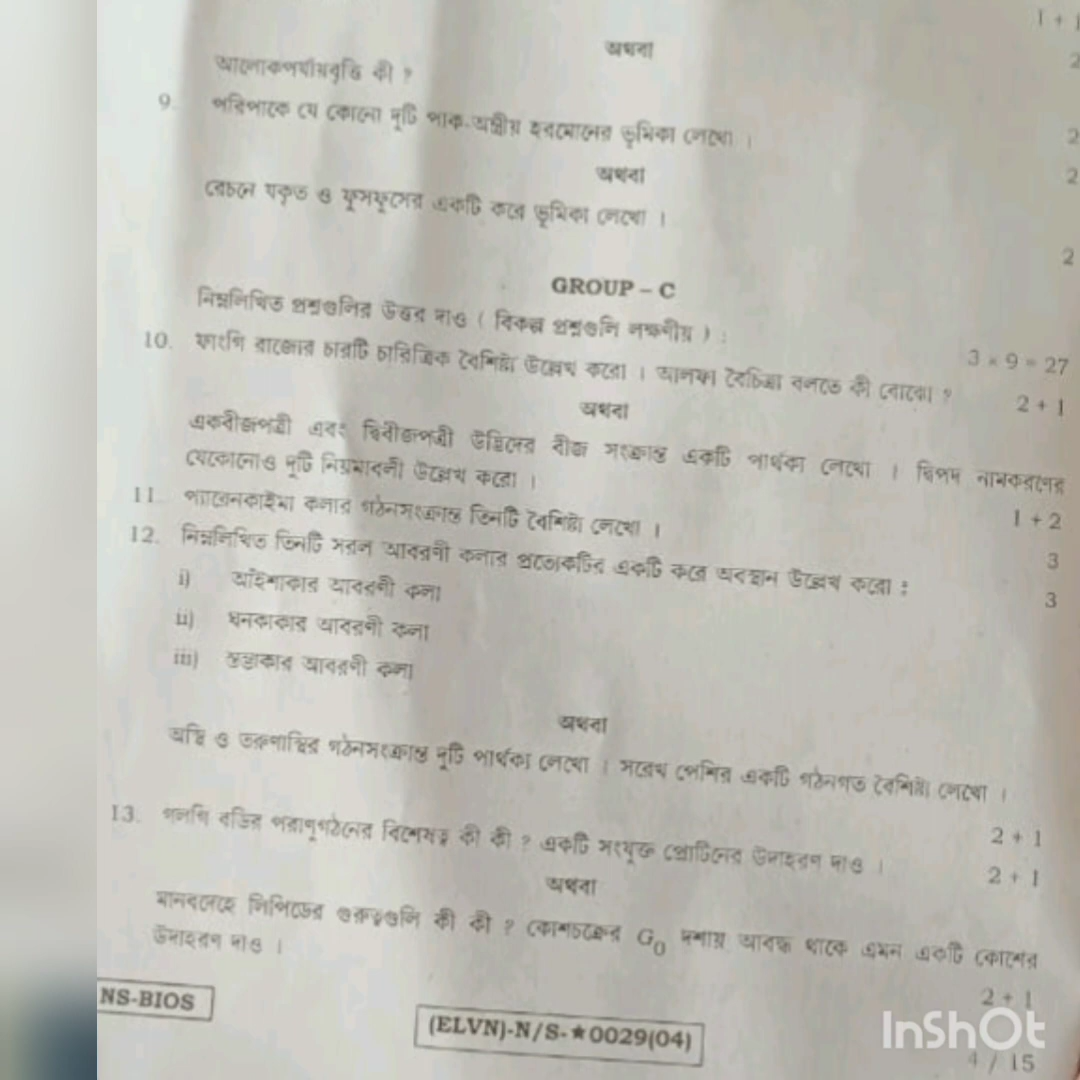 1 + 1
অথবা
2
আলোকপর্যায়বৃত্তি কী ?
9. পরিপাকে যে কোনো দুটি পাক-অন্ত্রীয় হরমোনের ভূমিকা লেখো । 2
অথবা 2
রেচনে যকৃত ও ফুসফুসের একটি করে ভূমিকা লেখো ।
2
GROUP – C
নিম্নলিখিত প্রশ্নগুলির উত্তর দাও ( বিকল্প প্রশ্নগুলি লক্ষণীয় ) : 3 × 9 = 27
10. ফাংগি রাজ্যের চারটি চারিত্রিক বৈশিষ্ট্য উল্লেখ করো । আলফা বৈচিত্র্য বলতে কী বোঝো ? 2 + 1
অথবা
একবীজপত্রী এবং দ্বিবীজপত্রী উদ্ভিদের বীজ সংক্রান্ত একটি পার্থক্য লেখো । দ্বিপদ নামকরণের
যেকোনোও দুটি নিয়মাবলী উল্লেখ করো । 1 + 2
11. প্যারেনকাইমা কলার গঠনসংক্রান্ত তিনটি বৈশিষ্ট্য লেখো । 3
12. নিম্নলিখিত তিনটি সরল আবরণী কলার প্রত্যেকটির একটি করে অবস্থান উল্লেখ করো : 3
i) আঁইশাকার আবরণী কলা
ii) ঘনকাকার আবরণী কলা
iii) স্তম্ভাকার আবরণী কলা
অথবা
অস্থি ও তরুণাস্থির গঠনসংক্রান্ত দুটি পার্থক্য লেখো । সরেখ পেশির একটি গঠনগত বৈশিষ্ট্য লেখো ।
2 + 1
13. গলগি বডির পরাণুগঠনের বিশেষত্ব কী কী ? একটি সংযুক্ত প্রোটিনের উদাহরণ দাও । 2 + 1
অথবা
মানবদেহে লিপিডের গুরুত্বগুলি কী কী ? কোশচক্রের G₀ দশায় আবদ্ধ থাকে এমন একটি কোশের
উদাহরণ দাও ।
2 + 1
NS-BIOS
(ELVN)-N/S-★0029(04)
InShOt
4 / 15